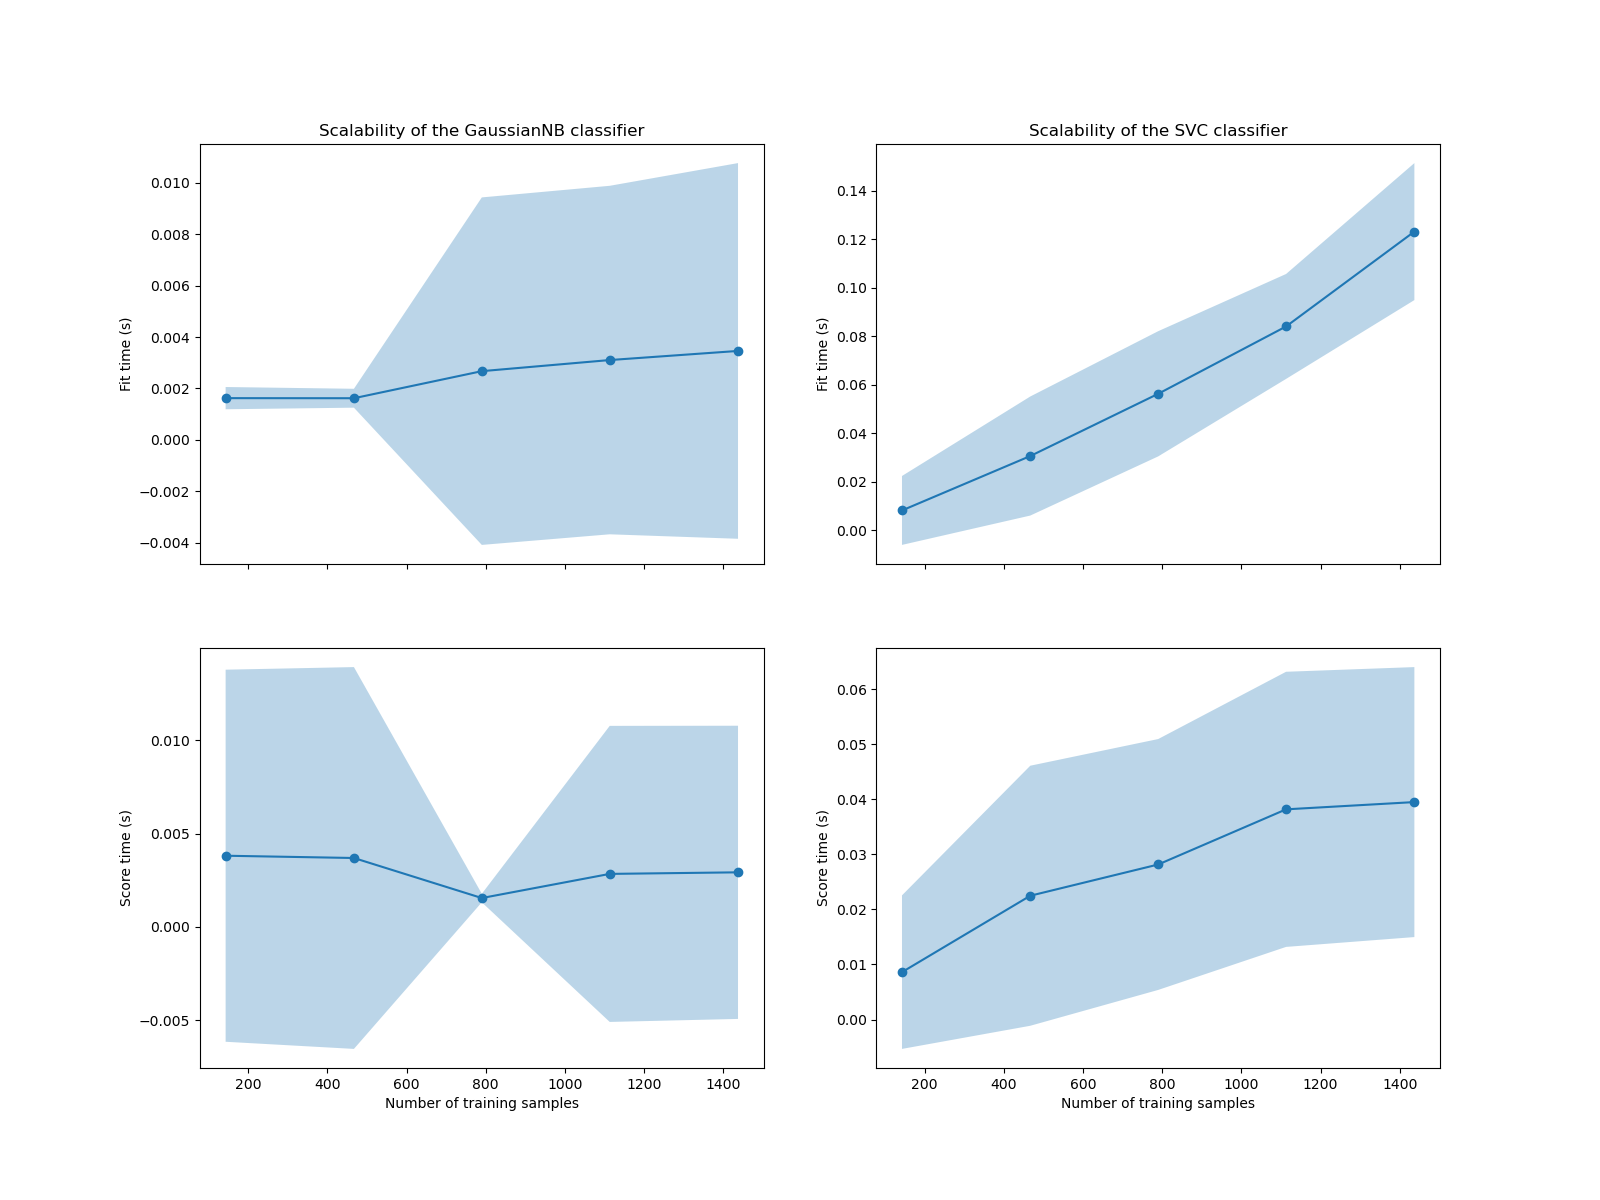 Scalability of the GaussianNB classifier
0.010
0.008
0.006
0.004
0.002
0.000
−0.002
−0.004
Fit time (s)
Scalability of the SVC classifier
0.14
0.12
0.10
0.08
0.06
0.04
0.02
0.00
Fit time (s)
0.010
0.005
0.000
−0.005
Score time (s)
200 400 600 800 1000 1200 1400
Number of training samples
0.06
0.05
0.04
0.03
0.02
0.01
0.00
Score time (s)
200 400 600 800 1000 1200 1400
Number of training samples